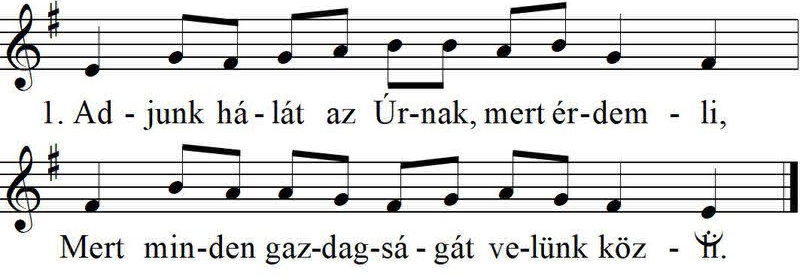 1. Ad - junk há - lát az Úr-nak, mert ér-dem - li,
Mert min-den gaz-dag-sá - gát ve-lünk köz - li.